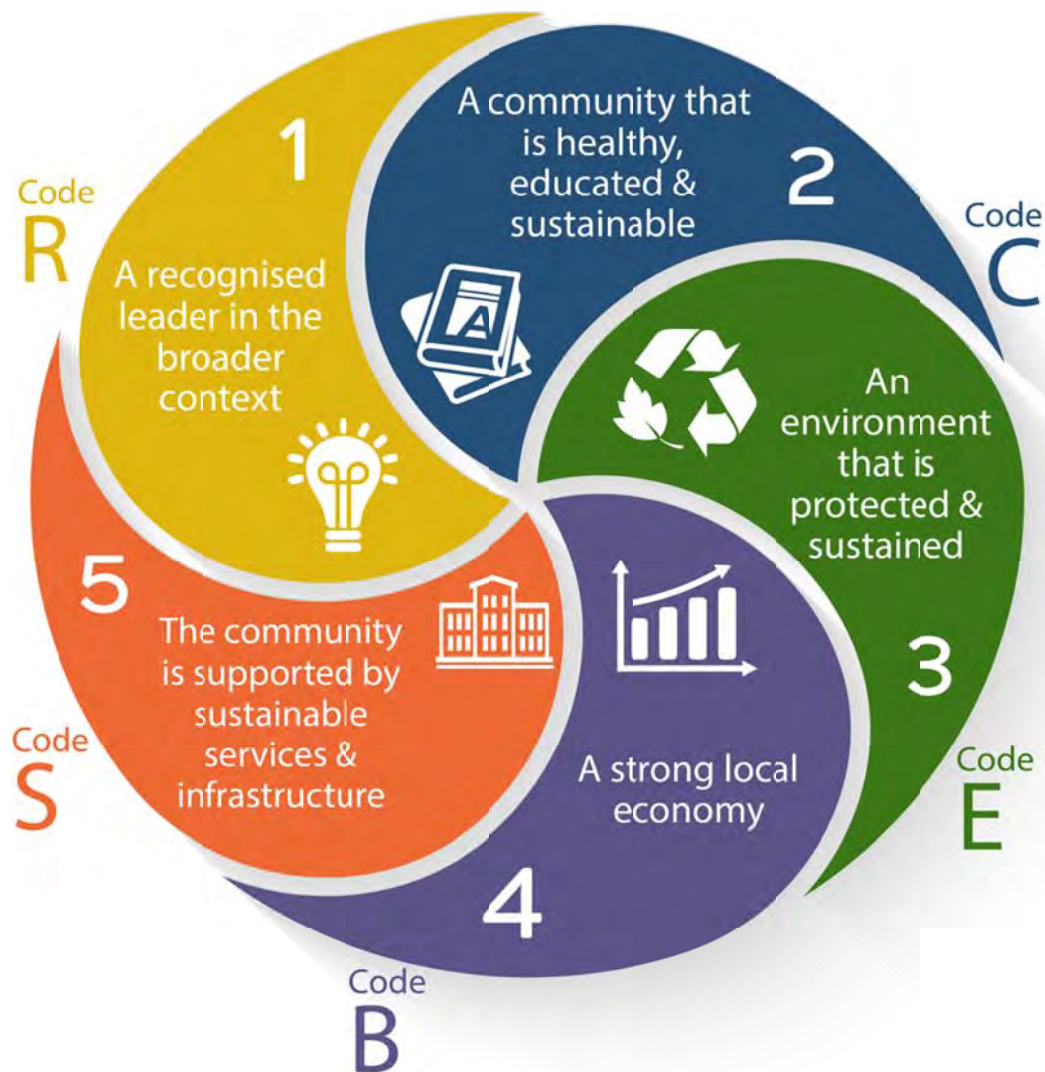 1
Code
R
A recognised
leader in the
broader
context
A community that
is healthy,
educated &
sustainable
2
Code
C
A
An
environment
that is
protected &
sustained
3
Code
E
A strong local
economy
4
Code
B
5
The community
is supported by
sustainable
services &
infrastructure
Code
S